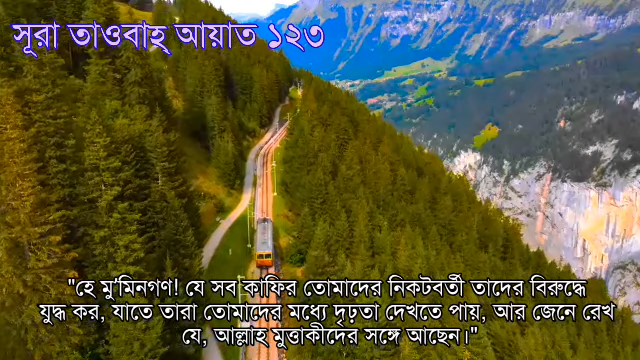 সূরা তাওবাহ্ আয়াত ১২৩
"হে মু'মিনগণ! যে সব কাফির তোমাদের নিকটবর্তী তাদের বিরুদ্ধে
যুদ্ধ কর, যাতে তারা তোমাদের মধ্যে দৃঢ়তা দেখতে পায়, আর জেনে রেখ
যে, আল্লাহ মুত্তাকীদের সঙ্গে আছেন।"